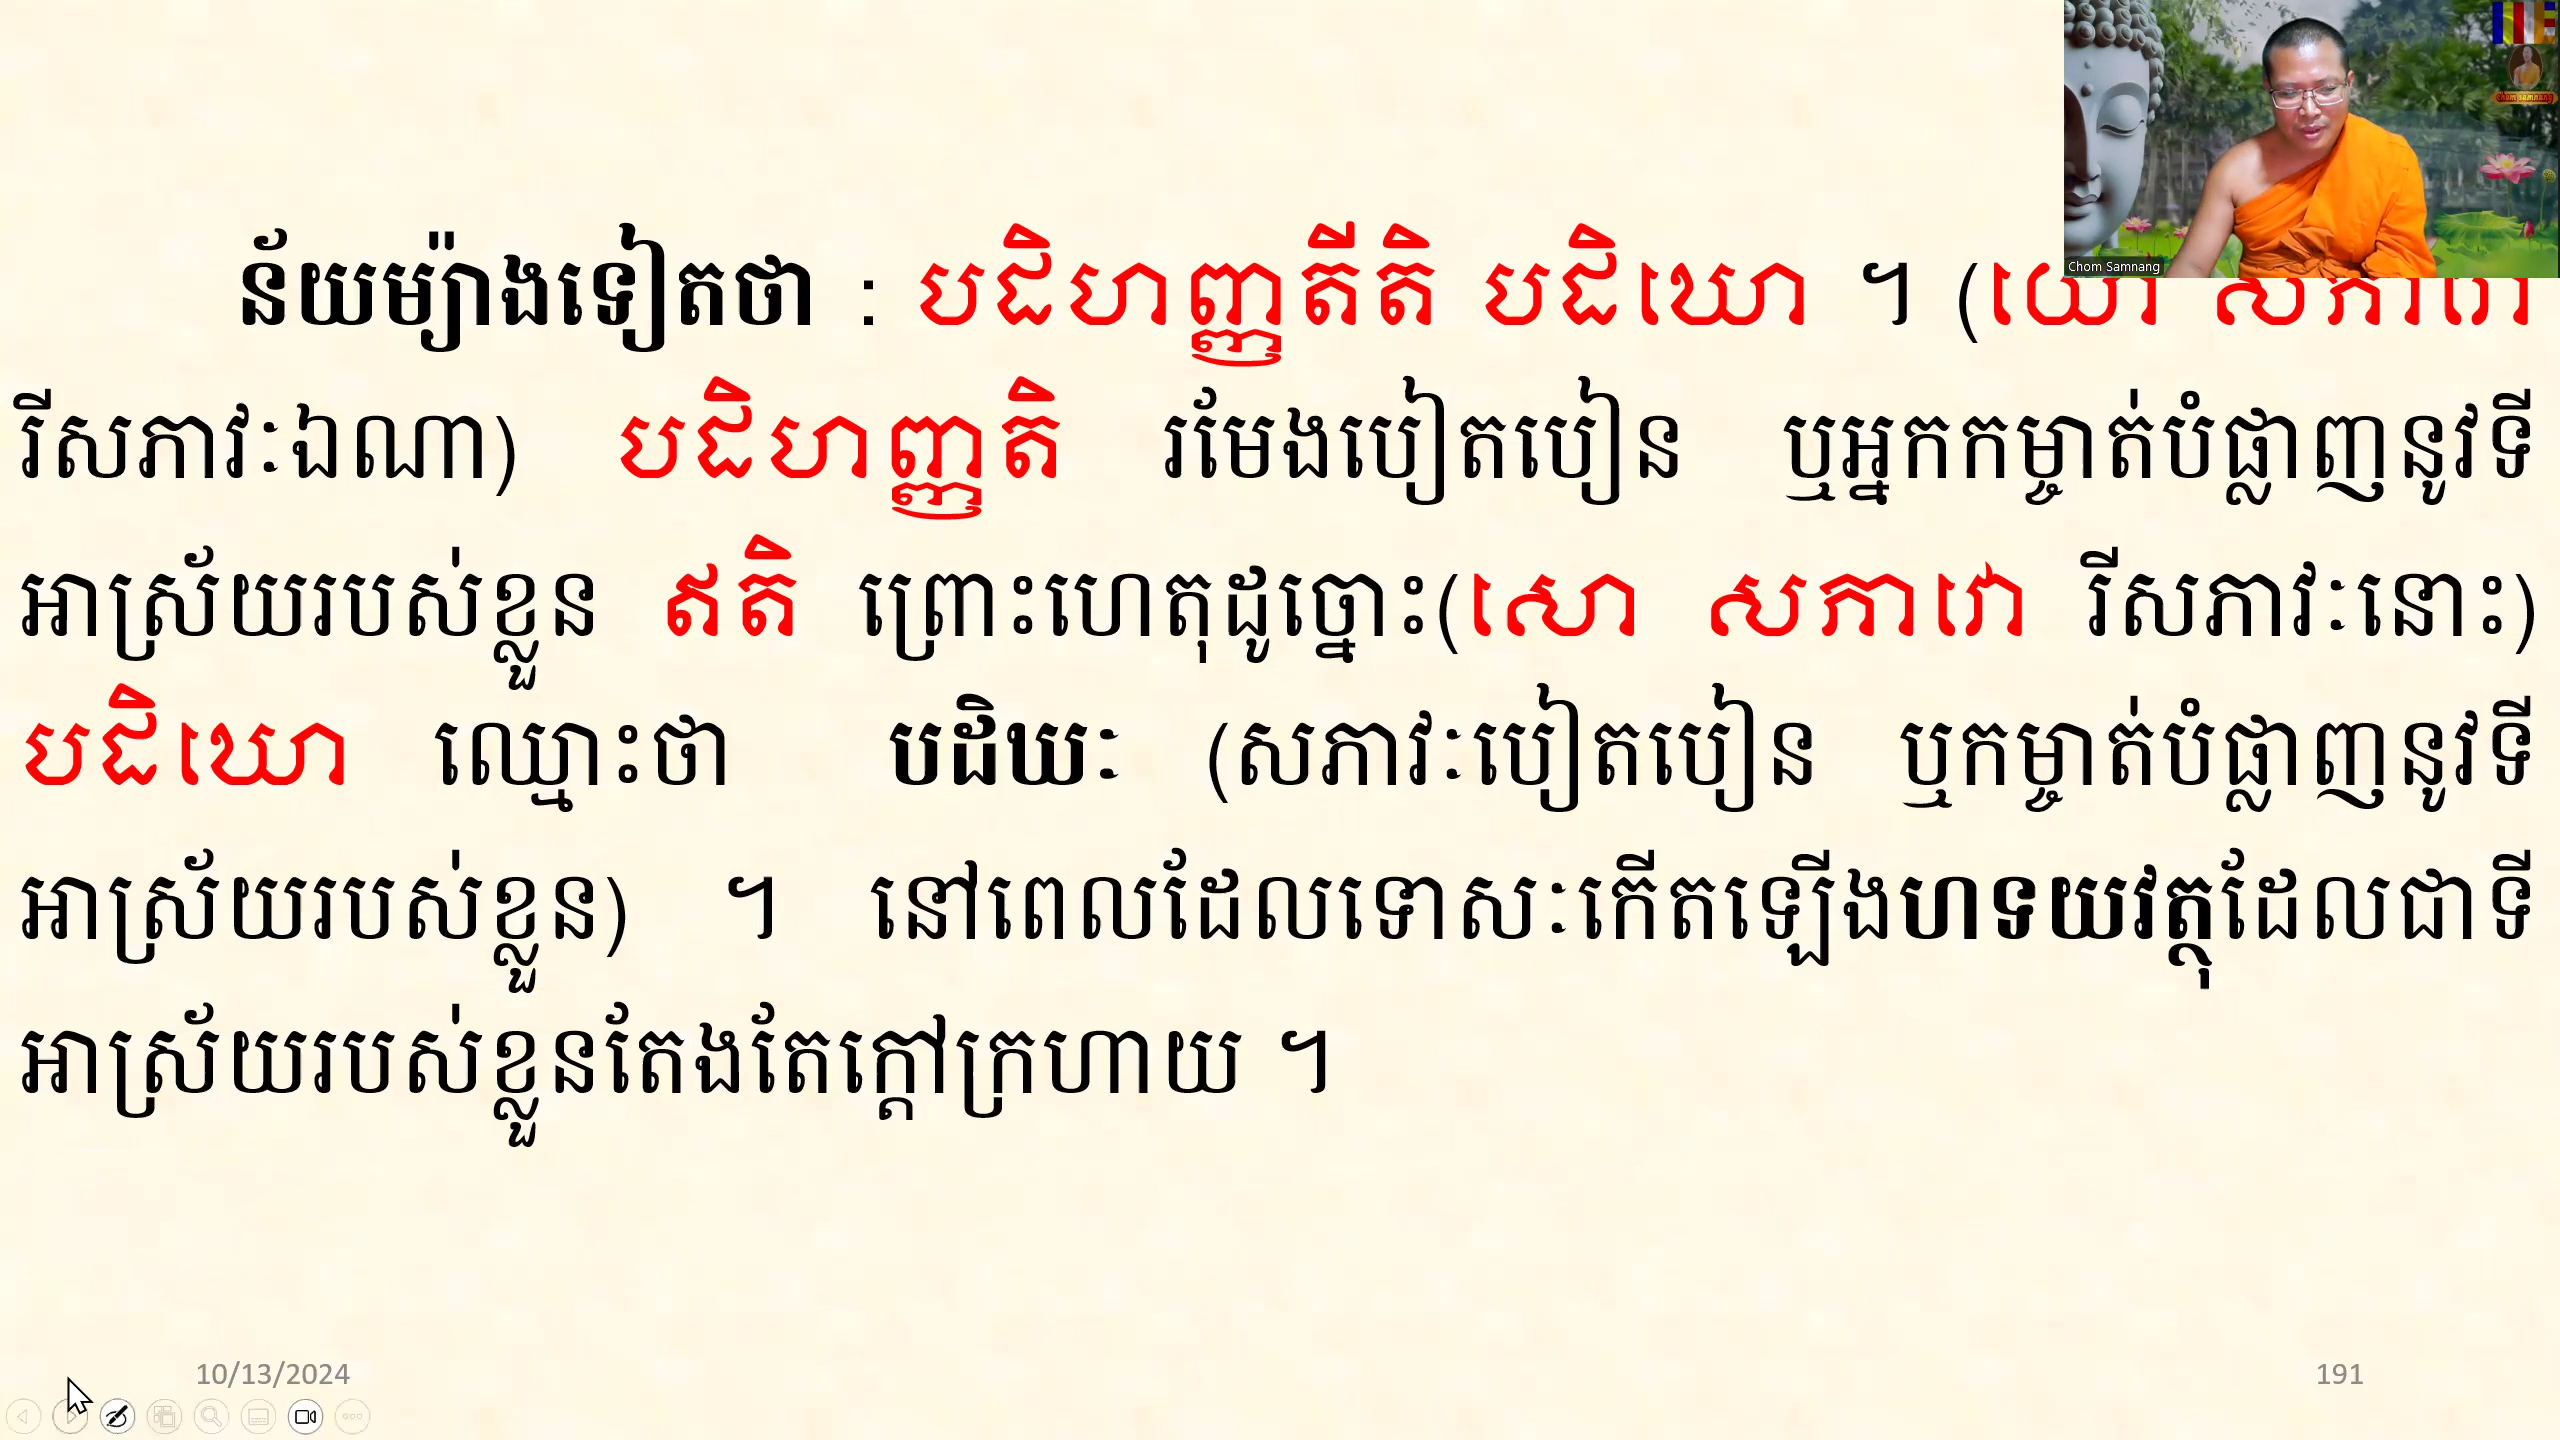 Chom Samnang
ន័យម្យ៉ាងទៀតថា : បដិហញ្ញតីតិ បដិឃោ ។ (យោ សភាវោ
រីសភាវៈឯណា) បដិហញ្ញតិ រមែងបៀតបៀន ឬអ្នកកម្ចាត់បំផ្លាញនូវទី
អាស្រ័យរបស់ខ្លួន ឥតិ ព្រោះហេតុដូច្នោះ(សោ សភាវោ រីសភាវៈនោះ)
បដិឃោ ឈ្មោះថា បដិឃៈ (សភាវៈបៀតបៀន ឬកម្ចាត់បំផ្លាញនូវទី
អាស្រ័យរបស់ខ្លួន) ។ នៅពេលដែលទោសៈកើតឡើងហទយវត្ថុដែលជាទី
អាស្រ័យរបស់ខ្លួនតែងតែក្តៅក្រហាយ ។
10/13/2024
191